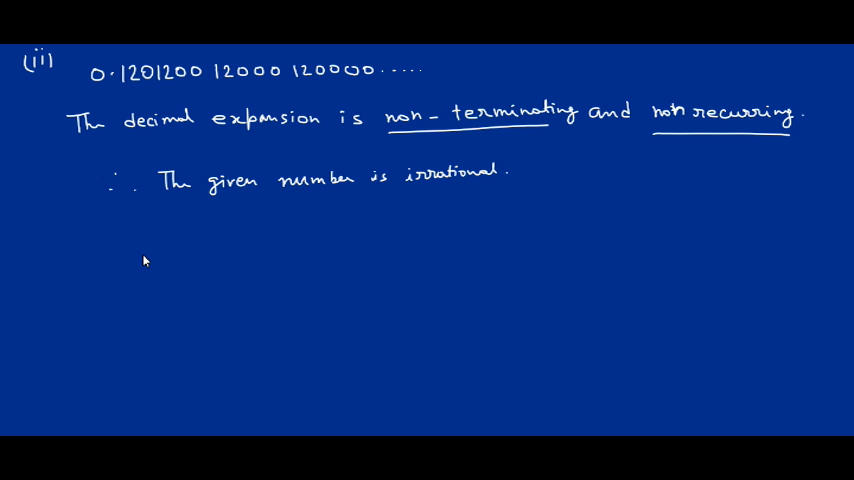 (ii)
0.1201200 12000 120000.....
The decimal expansion is non-terminating and non recurring.
∴ The given number is irrational.